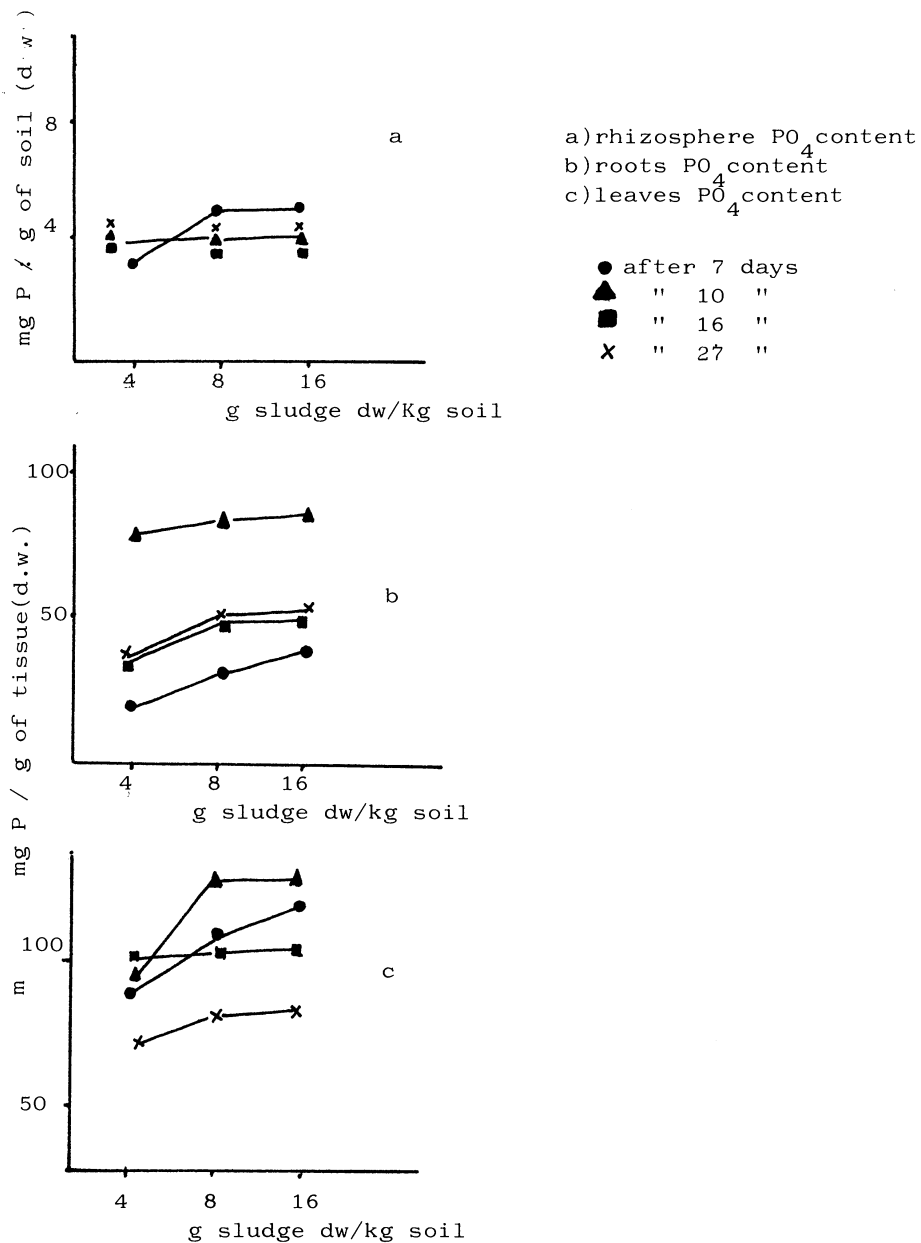 mg P / g of soil (d w)
8
4
a
4
8
16
g sludge dw/Kg soil
a)rhizosphere PO4 content
b)roots PO4 content
c)leaves PO4 content
● after 7 days
▲ " 10 "
■ " 16 "
x " 27 "
m mg P / g of tissue(d.w.)
100
50
b
4
8
16
g sludge dw/kg soil
100
50
c
4
8
16
g sludge dw/kg soil